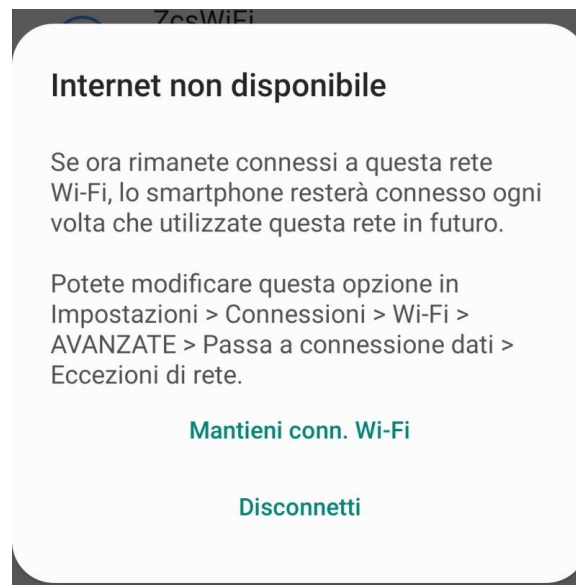 ZcsWiFi
Internet non disponibile
Se ora rimanete connessi a questa rete
Wi-Fi, lo smartphone resterà connesso ogni
volta che utilizzate questa rete in futuro.
Potete modificare questa opzione in
Impostazioni > Connessioni > Wi-Fi >
AVANZATE > Passa a connessione dati >
Eccezioni di rete.
Mantieni conn. Wi-Fi
Disconnetti